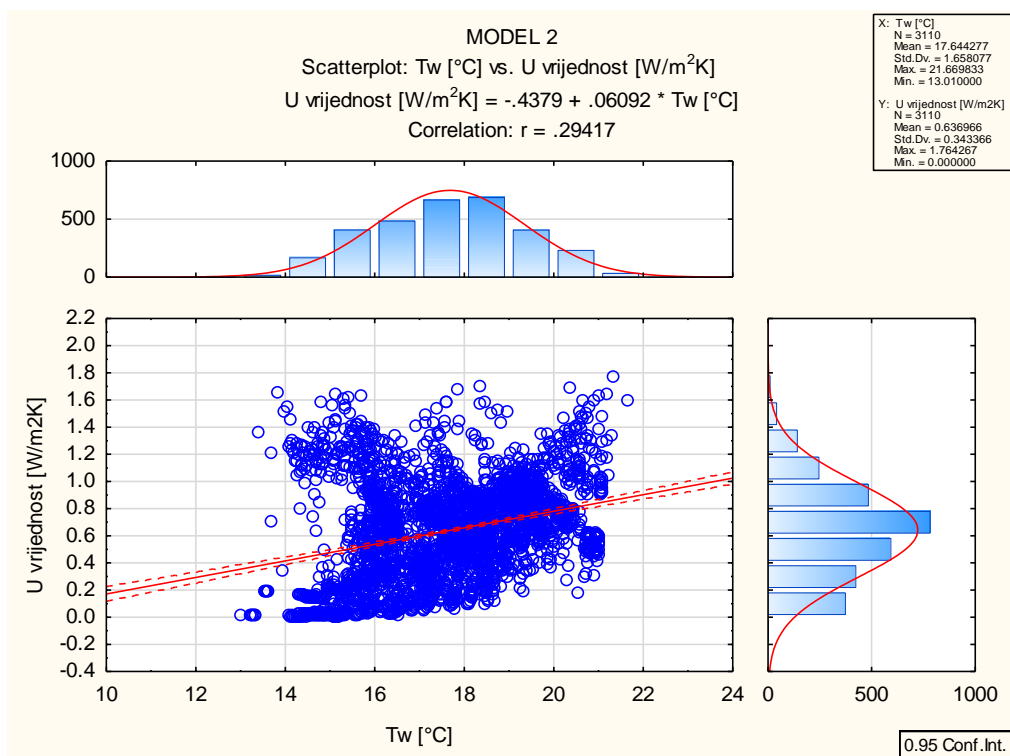 MODEL 2
Scatterplot: Tw [°C] vs. U vrijednost [W/m²K]
U vrijednost [W/m²K] = -.4379 + .06092 * Tw [°C]
Correlation: r = .29417
X: Tw [°C]
N = 3110
Mean = 17.644277
Std.Dv. = 1.658077
Max. = 21.669833
Min. = 13.010000
Y: U vrijednost [W/m2K]
N = 3110
Mean = 0.636966
Std.Dv. = 0.343366
Max. = 1.764267
Min. = 0.000000
1000
500
0
2.2
2.0
1.8
1.6
1.4
1.2
1.0
0.8
0.6
0.4
0.2
0.0
-0.2
-0.4
U vrijednost [W/m2K]
10 12 14 16 18 20 22 24
Tw [°C]
0 500 1000
0.95 Conf.Int.